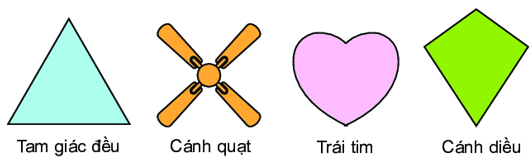 Tam giác đều
Cánh quạt
Trái tim
Cánh diều